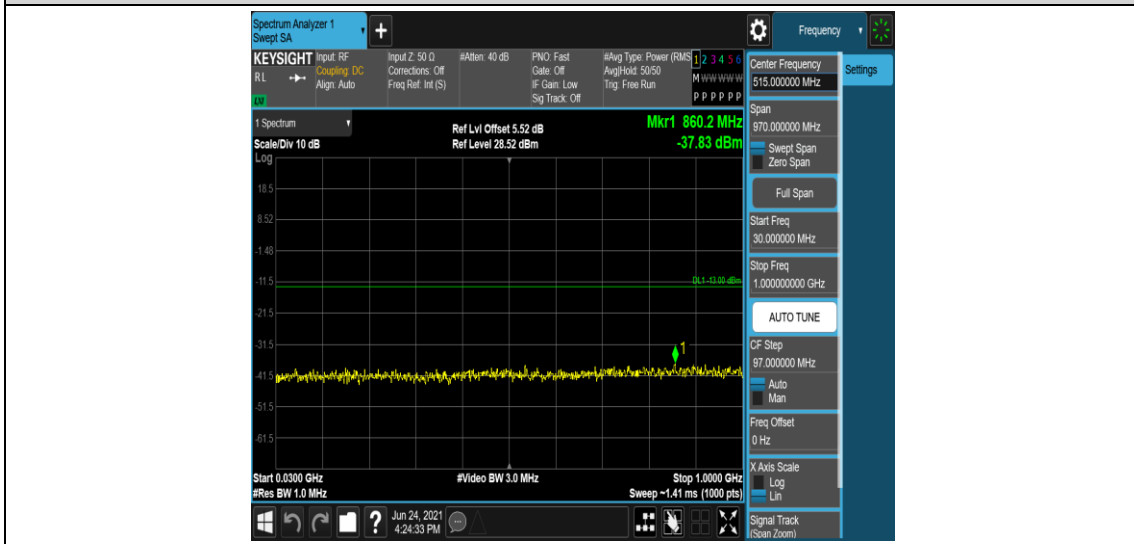 Spectrum Analyzer 1
Swept SA
+
Frequency
KEYSIGHT
RL
LXI
Input: RF
Coupling: DC
Align: Auto
Input Z: 50 Ω
Corrections: Off
Freq Ref: Int (S)
#Atten: 40 dB
PNO: Fast
Gate: Off
IF Gain: Low
Sig Track: Off
#Avg Type: Power (RMS
Avg|Hold: 50/50
Trig: Free Run
1 2 3 4 5 6
M W W W W W
P P P P P P
1 Spectrum
Scale/Div 10 dB
Ref Lvl Offset 5.52 dB
Ref Level 28.52 dBm
Mkr1 860.2 MHz
-37.83 dBm
Log
18.5
8.52
-1.48
-11.5
-21.5
-31.5
-41.5
-51.5
-61.5
DL1 -13.00 dBm
1
Start 0.0300 GHz
#Res BW 1.0 MHz
#Video BW 3.0 MHz
Stop 1.0000 GHz
Sweep ~1.41 ms (1000 pts)
?
Jun 24, 2021
4:24:33 PM
Center Frequency
515.000000 MHz
Settings
Span
970.000000 MHz
Swept Span
Zero Span
Full Span
Start Freq
30.000000 MHz
Stop Freq
1.000000000 GHz
AUTO TUNE
CF Step
97.000000 MHz
Auto
Man
Freq Offset
0 Hz
X Axis Scale
Log
Lin
Signal Track
(Span Zoom)